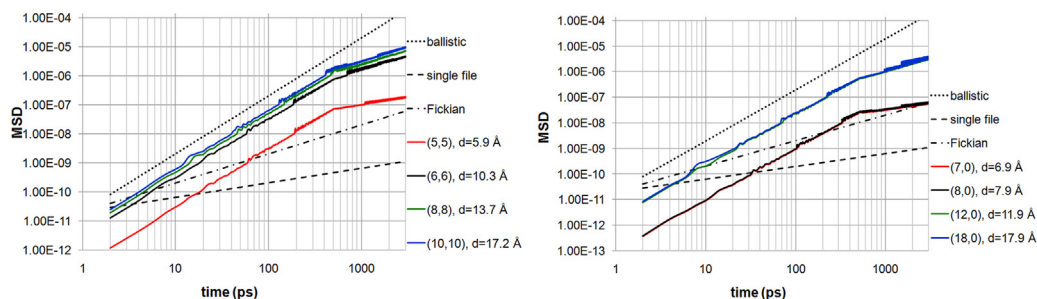 1.00E-04
1.00E-05
1.00E-06
1.00E-07
1.00E-08
1.00E-09
1.00E-10
1.00E-11
1.00E-12
MSD
1 10 100 1000
time (ps)
ballistic
single file
Fickian
(5,5), d=5.9 Å
(6,6), d=10.3 Å
(8,8), d=13.7 Å
(10,10), d=17.2 Å
1.00E-04
1.00E-05
1.00E-06
1.00E-07
1.00E-08
1.00E-09
1.00E-10
1.00E-11
1.00E-12
1.00E-13
MSD
1 10 100 1000
time (ps)
ballistic
single file
Fickian
(7,0), d=6.9 Å
(8,0), d=7.9 Å
(12,0), d=11.9 Å
(18,0), d=17.9 Å